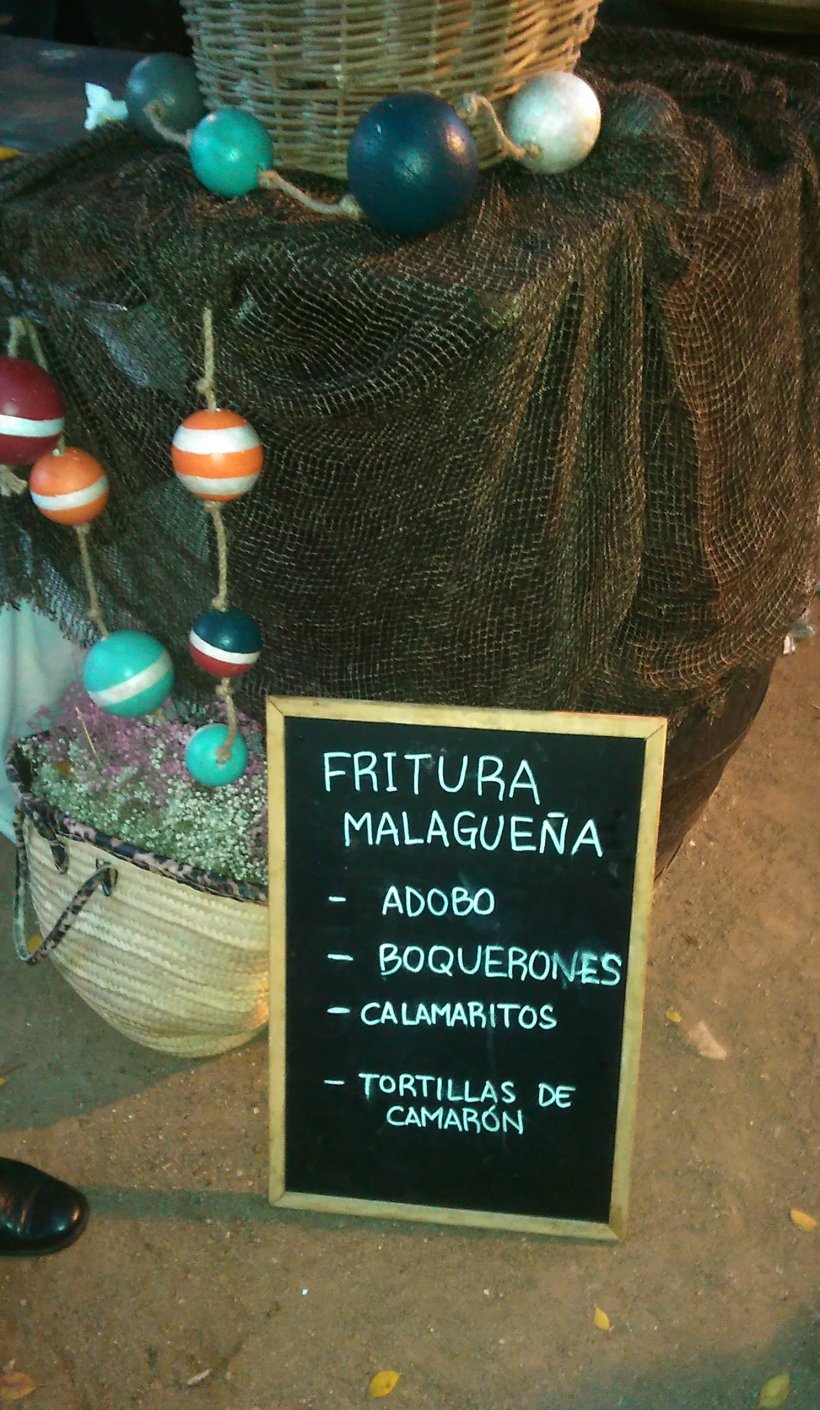 FRITURA
MALAGUEÑA
- ADOBO
- BOQUERONES
- CALAMARITOS
- TORTILLAS DE
CAMARÓN